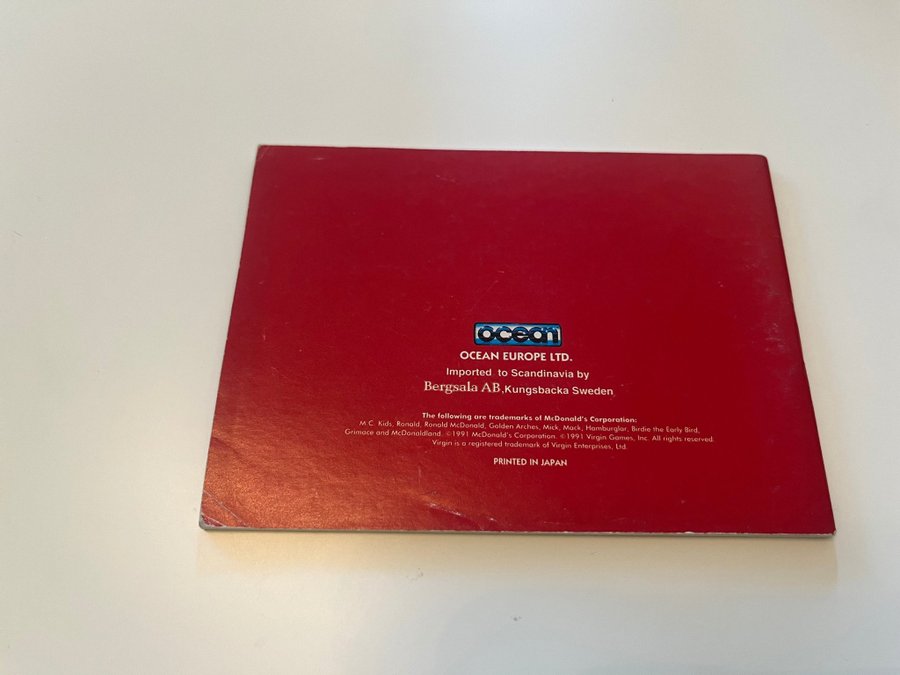 ocean
OCEAN EUROPE LTD.
Imported to Scandinavia by
Bergsala AB,Kungsbacka Sweden
The following are trademarks of McDonald's Corporation:
M.C. Kids, Ronald, Ronald McDonald, Golden Arches, Mick, Mack, Hamburglar, Birdie the Early Bird,
Grimace and McDonaldland. ©1991 McDonald's Corporation. ©1991 Virgin Games, Inc. All rights reserved.
Virgin is a registered trademark of Virgin Enterprises, Ltd.
PRINTED IN JAPAN